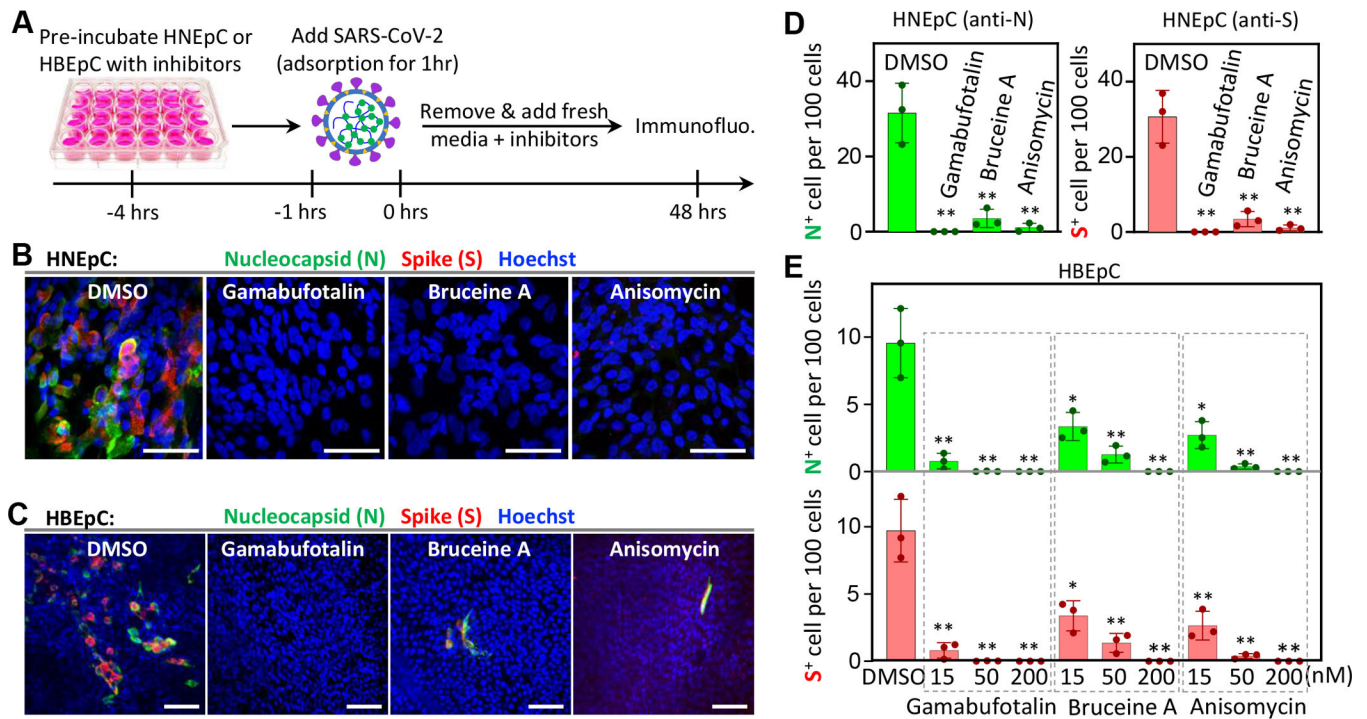 A
Pre-incubate HNEpC or
HBEpC with inhibitors
Add SARS-CoV-2
(adsorption for 1hr)
Remove & add fresh
media + inhibitors
Immunofluo.
-4 hrs
-1 hrs
0 hrs
48 hrs
B
HNEpC:
Nucleocapsid (N) Spike (S) Hoechst
DMSO
Gamabufotalin
Bruceine A
Anisomycin
C
HBEpC:
Nucleocapsid (N) Spike (S) Hoechst
DMSO
Gamabufotalin
Bruceine A
Anisomycin
D
HNEpC (anti-N)
N+ cell per 100 cells
40
20
0
DMSO
Gamabufotalin
Bruceine A
Anisomycin
**
**
**
HNEpC (anti-S)
S+ cell per 100 cells
40
20
0
DMSO
Gamabufotalin
Bruceine A
Anisomycin
**
**
**
E
HBEpC
N+ cell per 100 cells
10
5
0
**
**
**
*
**
**
*
**
**
S+ cell per 100 cells
10
5
0
**
**
**
*
**
**
**
**
**
DMSO 15 50 200 15 50 200 15 50 200 (nM)
Gamabufotalin Bruceine A Anisomycin